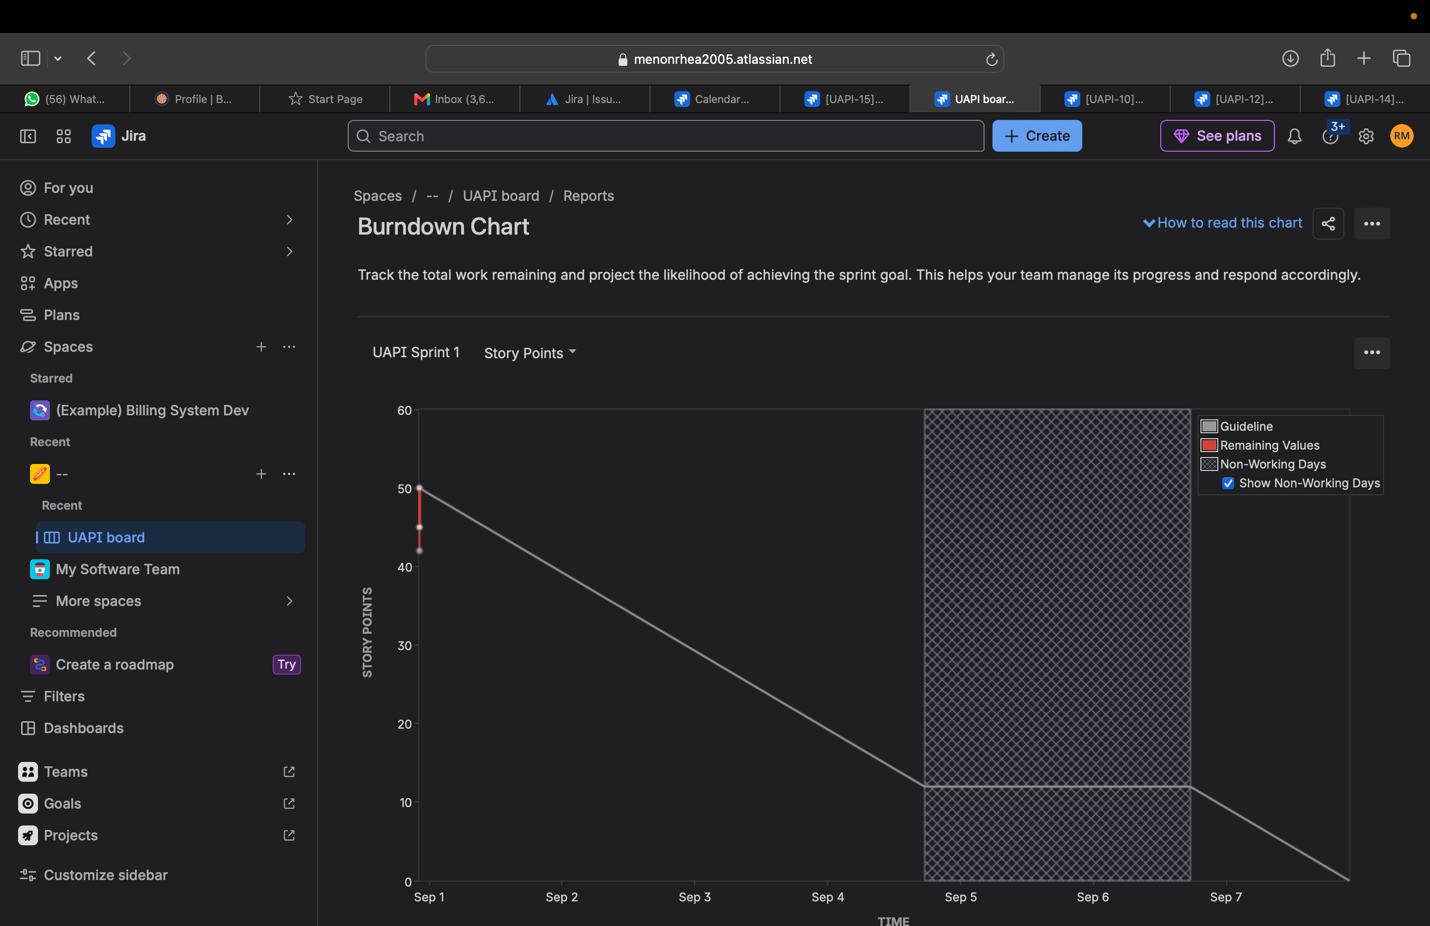 menonrhea2005.atlassian.net
(56) What...
Profile | B...
Start Page
Inbox (3,6...
Jira | Issu...
Calendar...
[UAPI-15]...
UAPI boar...
[UAPI-10]...
[UAPI-12]...
[UAPI-14]...
Jira
Search
+ Create
See plans
3+
RM
For you
Recent
Starred
Apps
Plans
Spaces
Starred
(Example) Billing System Dev
Recent
--
Recent
UAPI board
My Software Team
More spaces
Recommended
Create a roadmap
Try
Filters
Dashboards
Teams
Goals
Projects
Customize sidebar
Spaces / -- / UAPI board / Reports
Burndown Chart
How to read this chart
Track the total work remaining and project the likelihood of achieving the sprint goal. This helps your team manage its progress and respond accordingly.
UAPI Sprint 1
Story Points
60
50
40
30
20
10
0
STORY POINTS
Guideline
Remaining Values
Non-Working Days
Show Non-Working Days
Sep 1
Sep 2
Sep 3
Sep 4
Sep 5
Sep 6
Sep 7
TIME